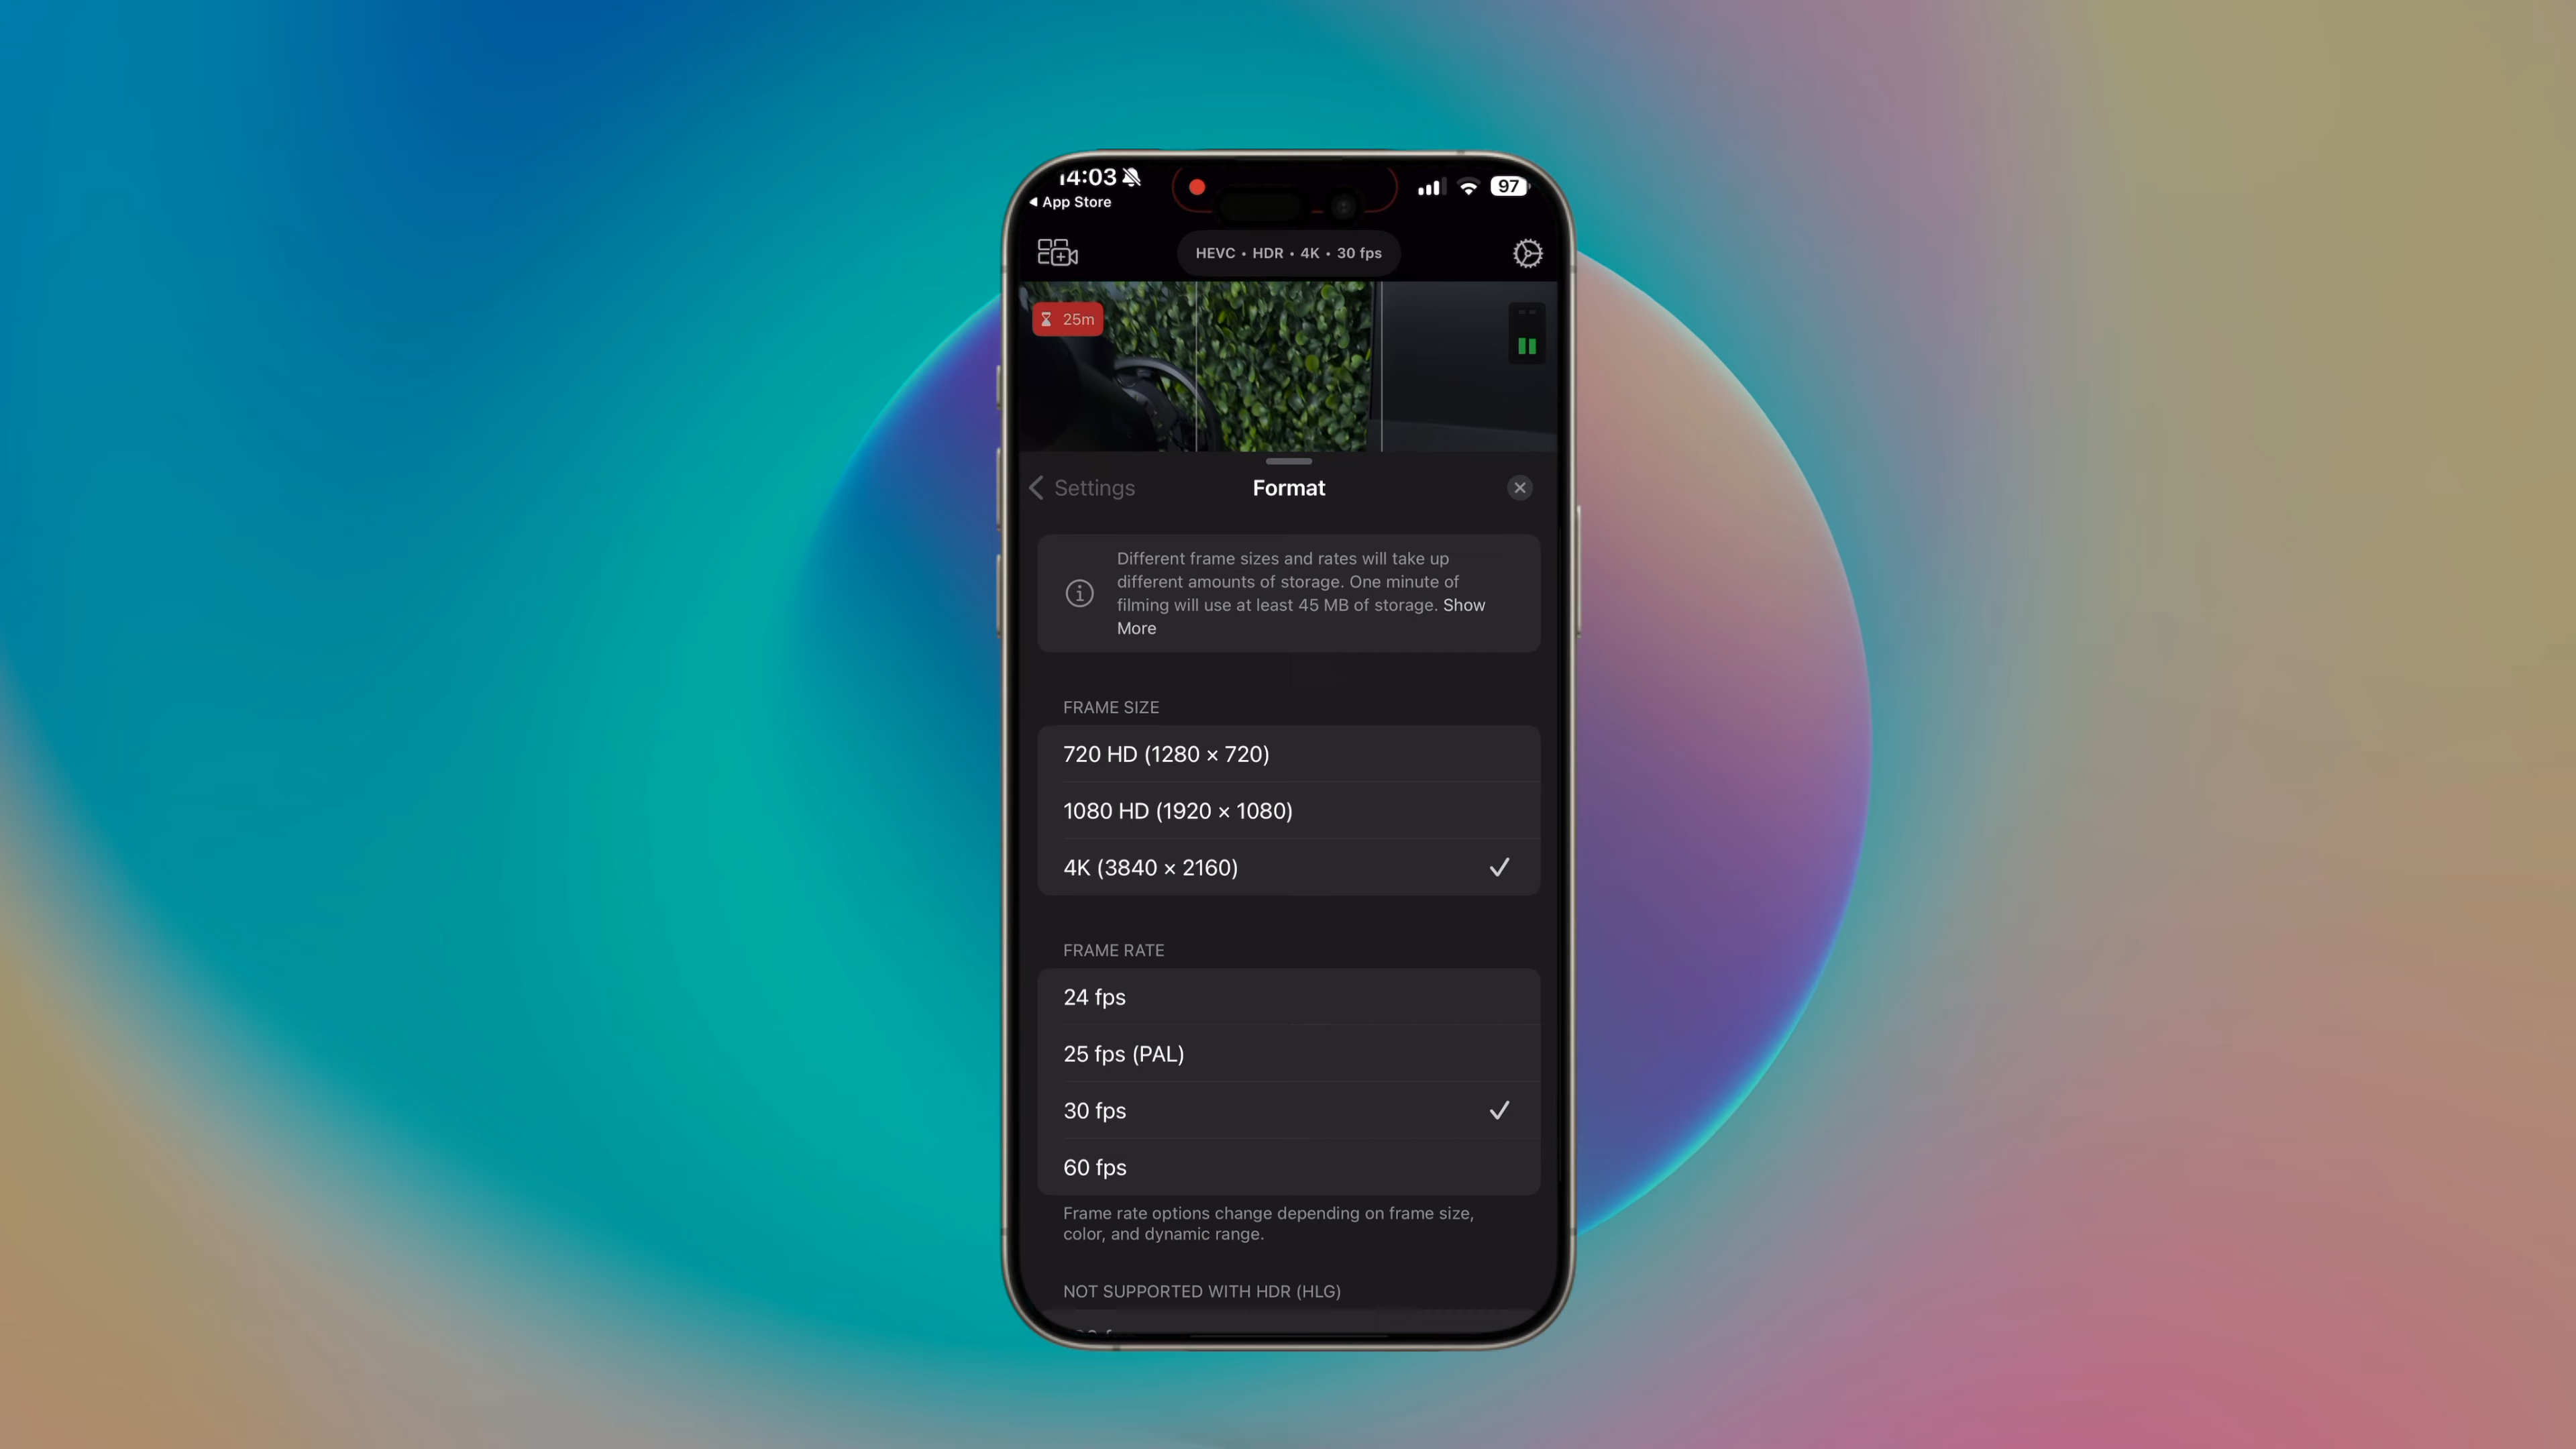 14:03
97
App Store
HEVC • HDR • 4K • 30 fps
25m
Settings
Format
Different frame sizes and rates will take up
different amounts of storage. One minute of
filming will use at least 45 MB of storage. Show
More
FRAME SIZE
720 HD (1280 × 720)
1080 HD (1920 × 1080)
4K (3840 × 2160)
FRAME RATE
24 fps
25 fps (PAL)
30 fps
60 fps
Frame rate options change depending on frame size,
color, and dynamic range.
NOT SUPPORTED WITH HDR (HLG)